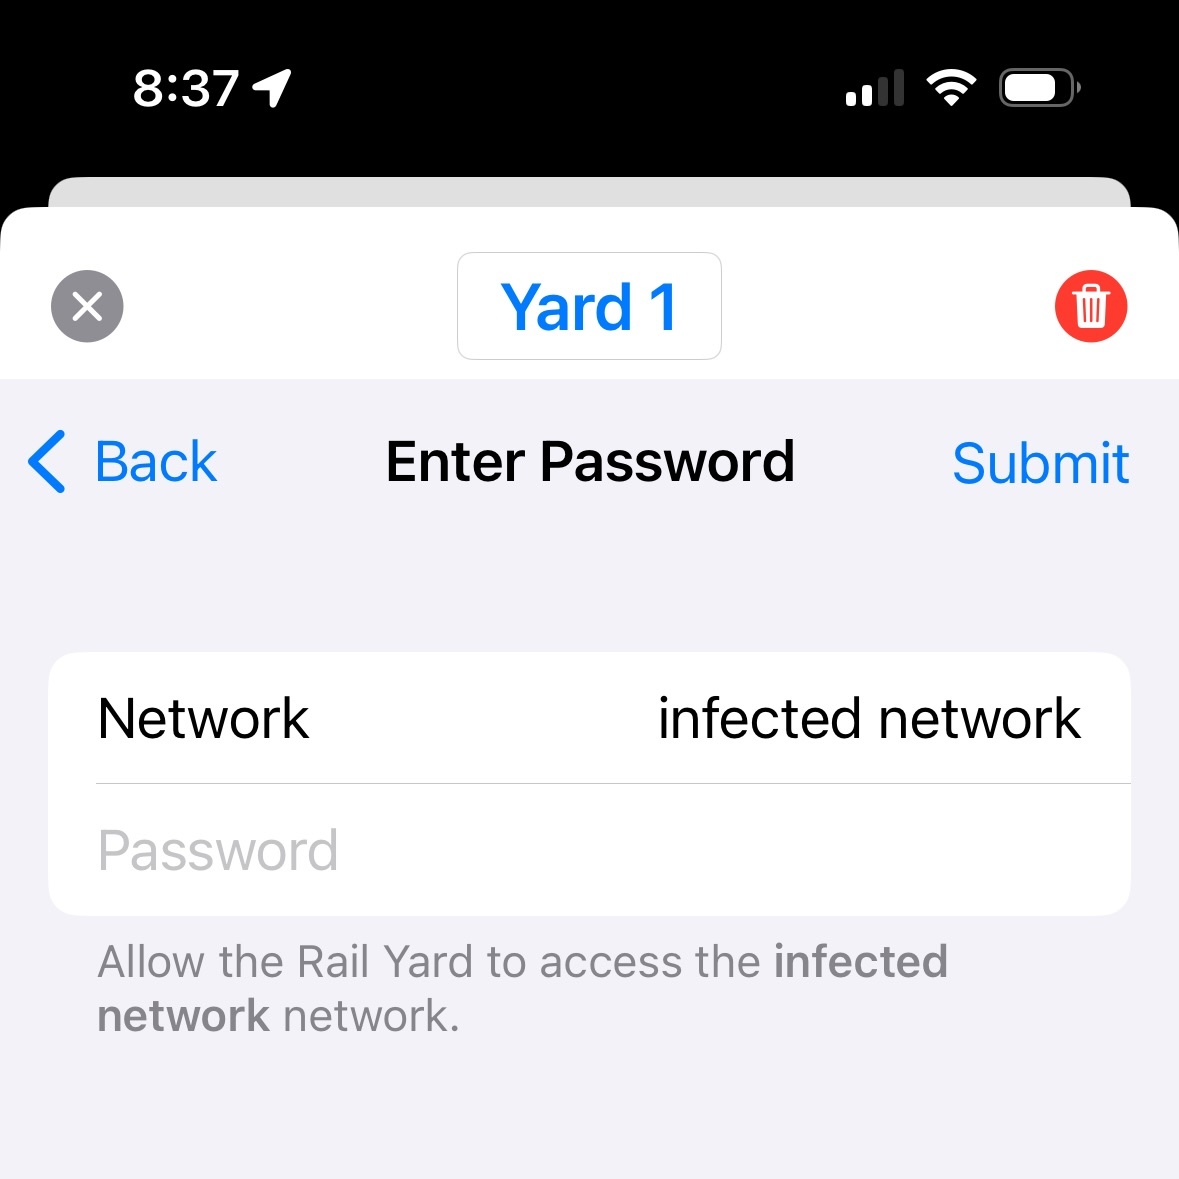 8:37
Yard 1
Back
Enter Password
Submit
Network
infected network
Password
Allow the Rail Yard to access the infected
network network.